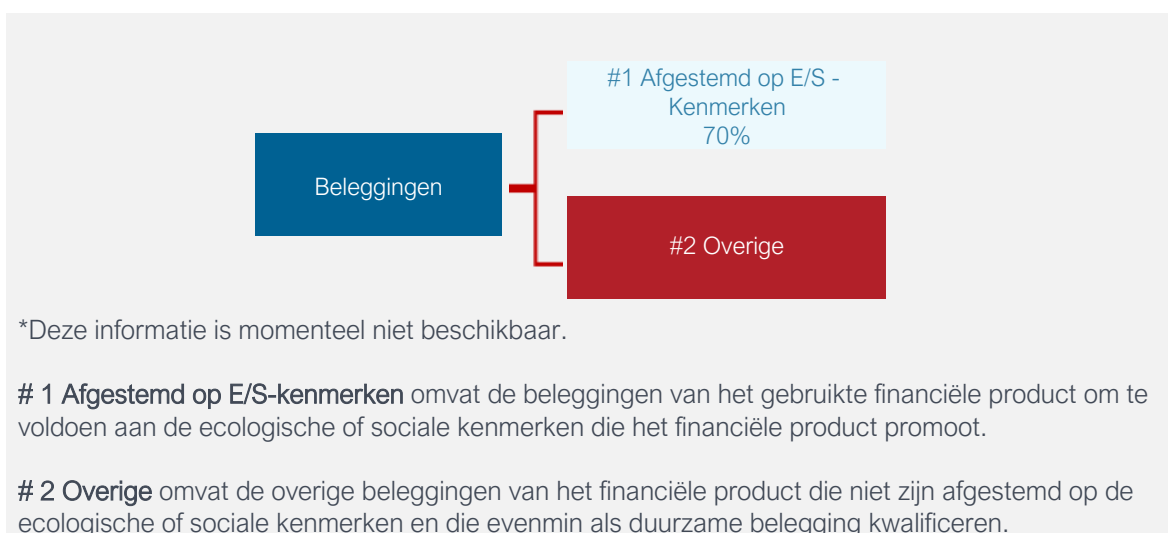 #1 Afgestemd op E/S -
Kenmerken
70%
Beleggingen
#2 Overige
*Deze informatie is momenteel niet beschikbaar.
# 1 Afgestemd op E/S-kenmerken omvat de beleggingen van het gebruikte financiële product om te
voldoen aan de ecologische of sociale kenmerken die het financiële product promoot.
# 2 Overige omvat de overige beleggingen van het financiële product die niet zijn afgestemd op de
ecologische of sociale kenmerken en die evenmin als duurzame belegging kwalificeren.